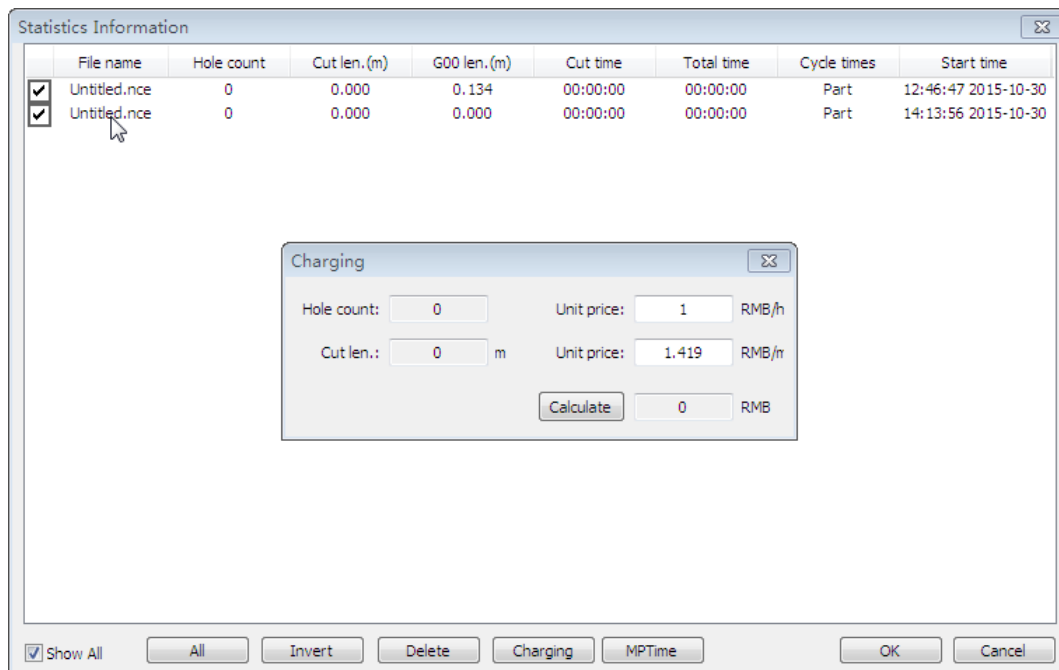 Statistics Information
File name Hole count Cut len.(m) G00 len.(m) Cut time Total time Cycle times Start time
Untitled.nce 0 0.000 0.134 00:00:00 00:00:00 Part 12:46:47 2015-10-30
Untitled.nce 0 0.000 0.000 00:00:00 00:00:00 Part 14:13:56 2015-10-30
Charging
Hole count: 0 Unit price: 1 RMB/h
Cut len.: 0 m Unit price: 1.419 RMB/m
Calculate 0 RMB
Show All All Invert Delete Charging MPTime OK Cancel